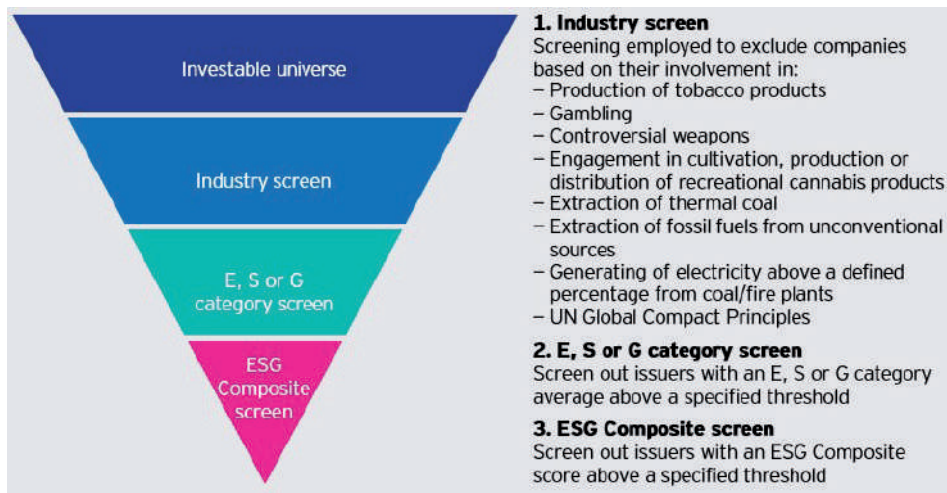 Investable universe
Industry screen
E, S or G
category screen
ESG
Composite
screen
1. Industry screen
Screening employed to exclude companies
based on their involvement in:
– Production of tobacco products
– Gambling
– Controversial weapons
– Engagement in cultivation, production or
distribution of recreational cannabis products
– Extraction of thermal coal
– Extraction of fossil fuels from unconventional
sources
– Generating of electricity above a defined
percentage from coal/fire plants
– UN Global Compact Principles
2. E, S or G category screen
Screen out issuers with an E, S or G category
average above a specified threshold
3. ESG Composite screen
Screen out issuers with an ESG Composite
score above a specified threshold